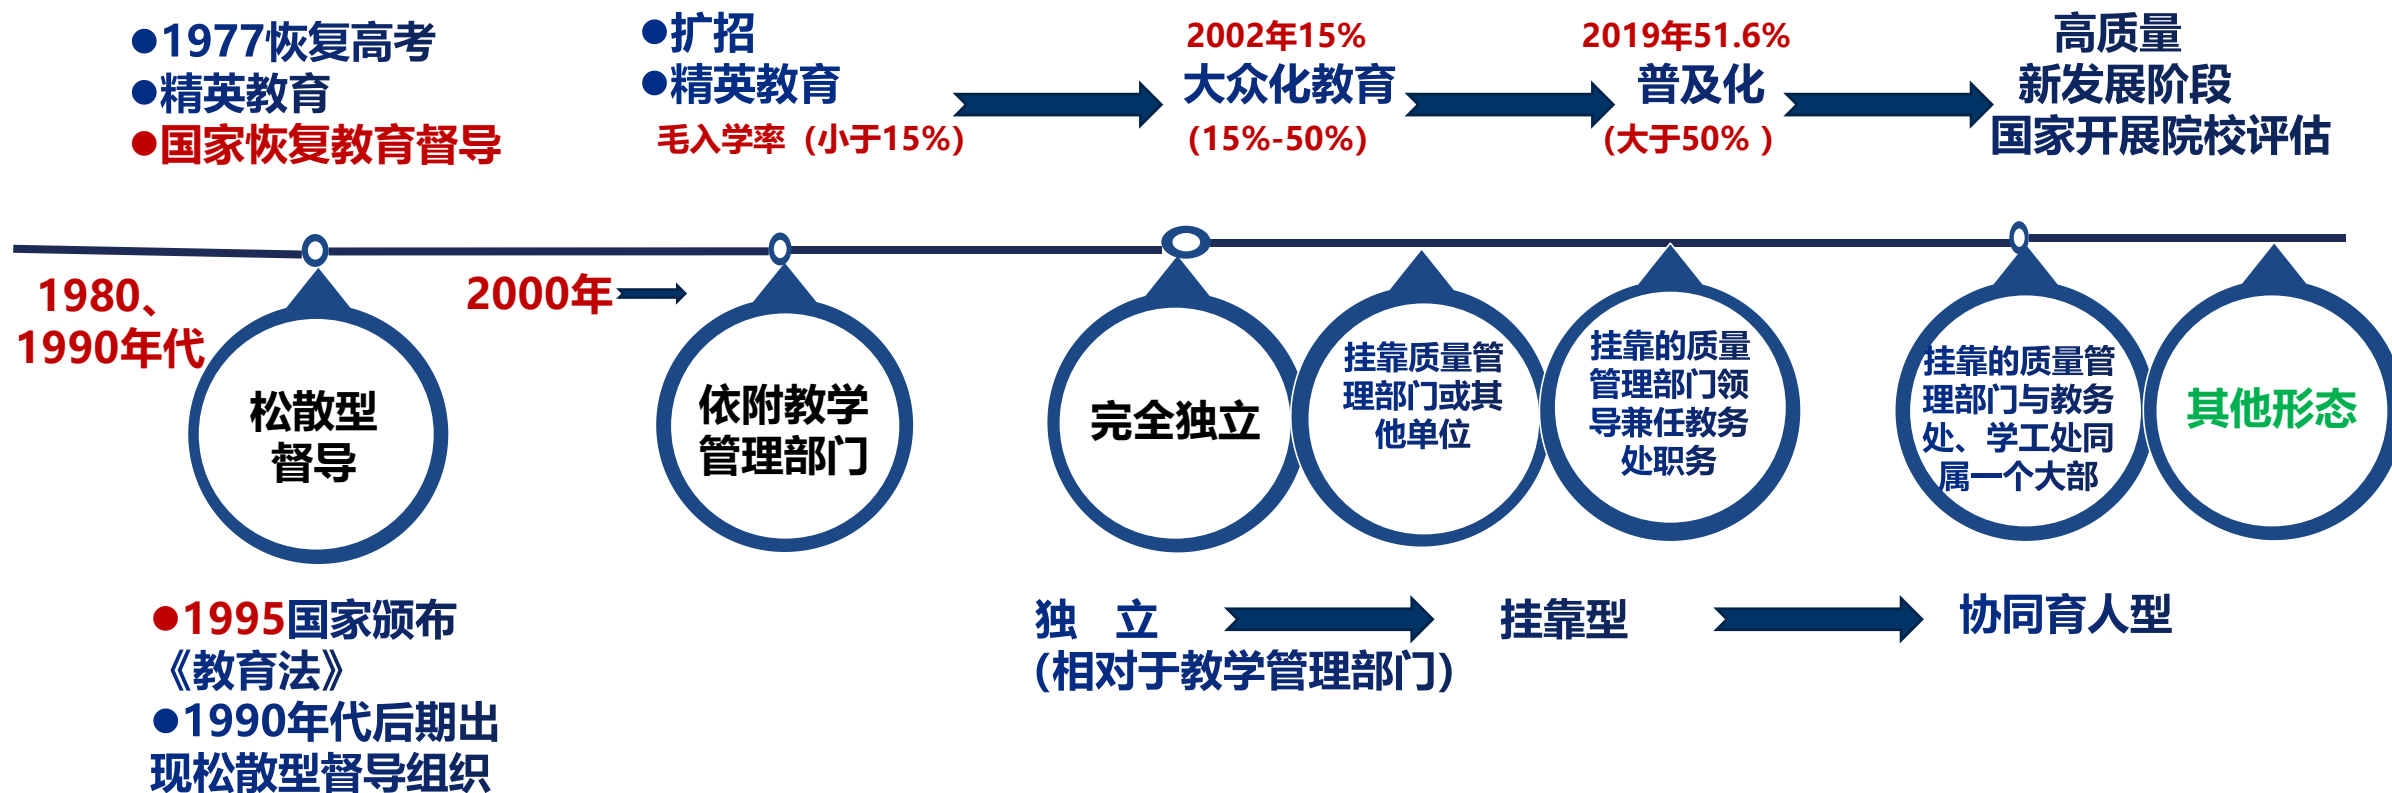 ●1977恢复高考
●精英教育
●国家恢复教育督导
●扩招
●精英教育
毛入学率（小于15%）
2002年15%
大众化教育
(15%-50%)
2019年51.6%
普及化
（大于50% ）
高质量
新发展阶段
国家开展院校评估
1980、
1990年代
2000年
松散型
督导
依附教学
管理部门
完全独立
挂靠质量管
理部门或其
他单位
挂靠的质量
管理部门领
导兼任教务
处职务
挂靠的质量管
理部门与教务
处、学工处同
属一个大部
其他形态
●1995国家颁布
《教育法》
●1990年代后期出
现松散型督导组织
独 立
(相对于教学管理部门)
挂靠型
协同育人型